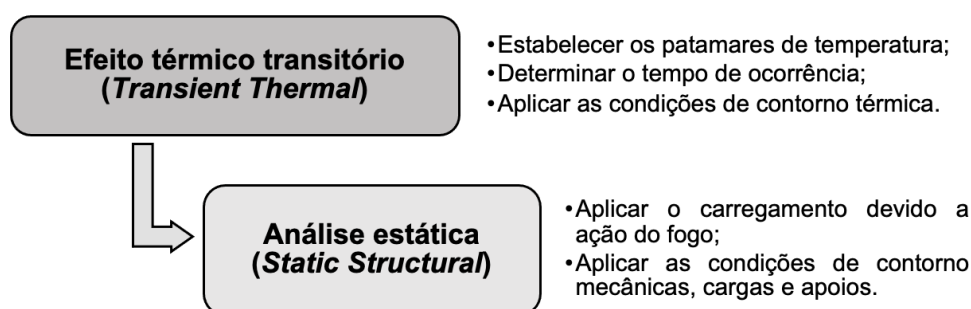 Efeito térmico transitório
(Transient Thermal)
•Estabelecer os patamares de temperatura;
•Determinar o tempo de ocorrência;
•Aplicar as condições de contorno térmica.
Análise estática
(Static Structural)
•Aplicar o carregamento devido a
ação do fogo;
•Aplicar as condições de contorno
mecânicas, cargas e apoios.